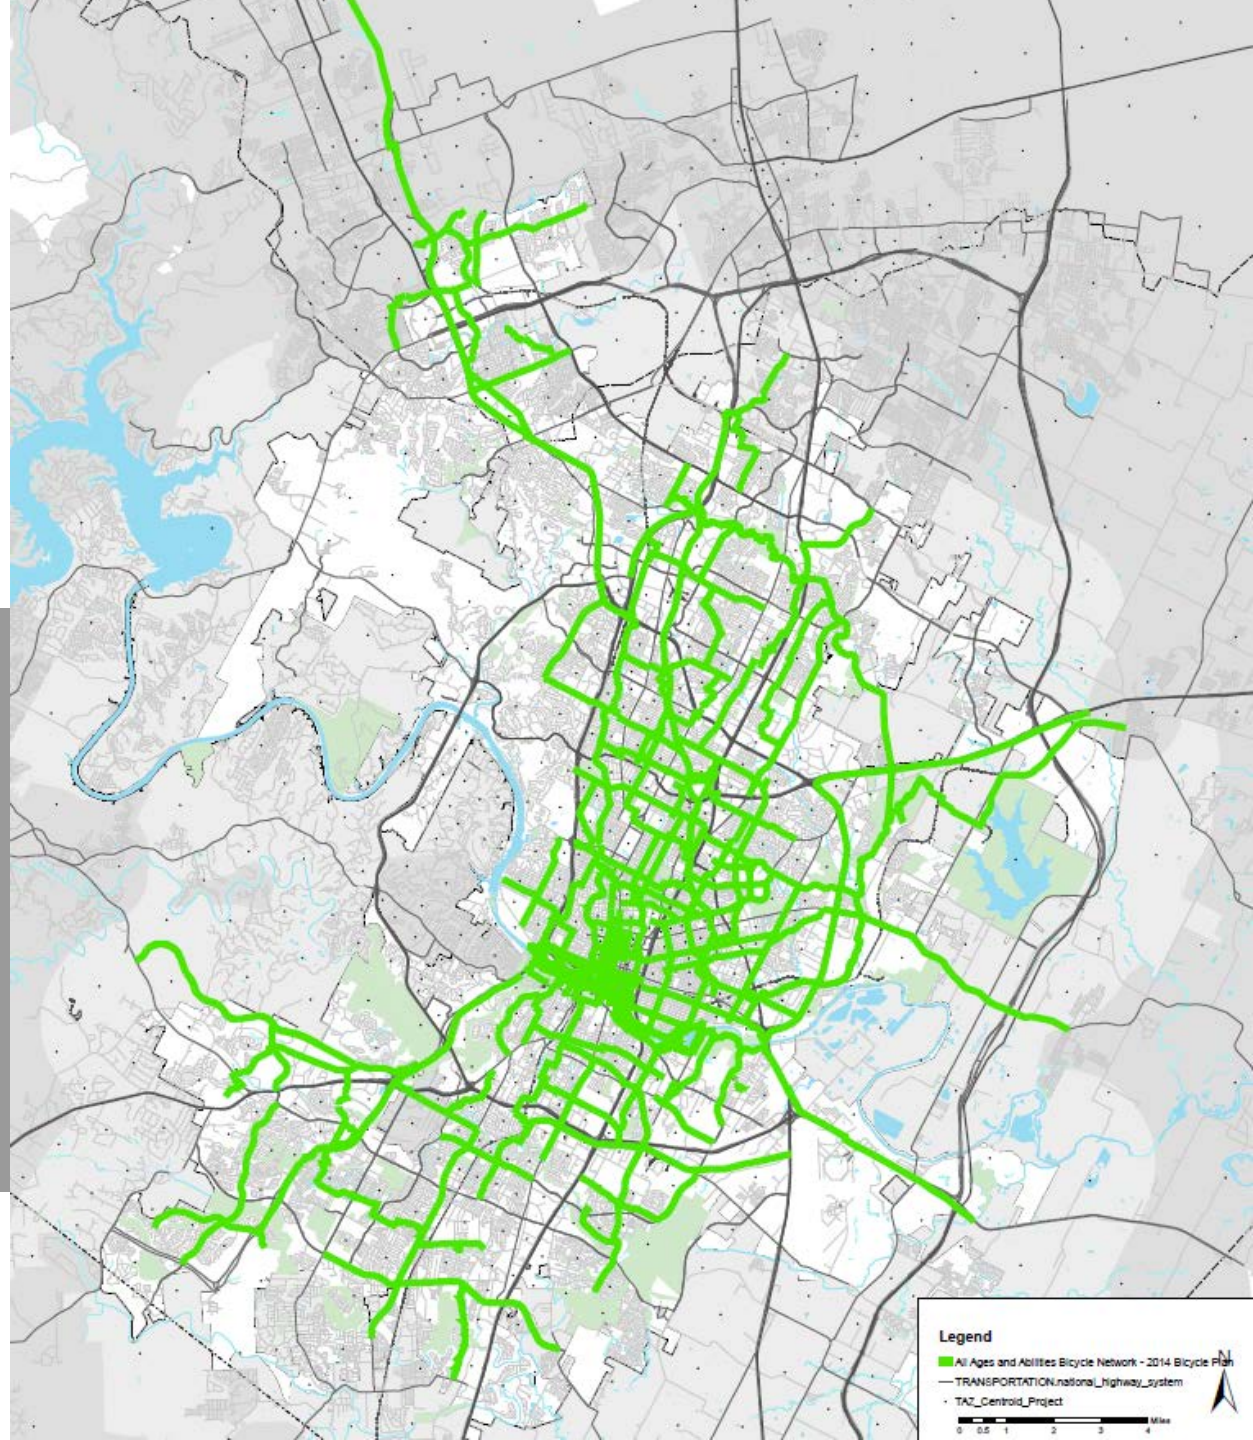 Legend
All Ages and Abilities Bicycle Network - 2014 Bicycle Plan
TRANSPORTATION.national_highway_system
TAZ_Centroid_Project
N
Miles
0 0.5 1 2 3 4